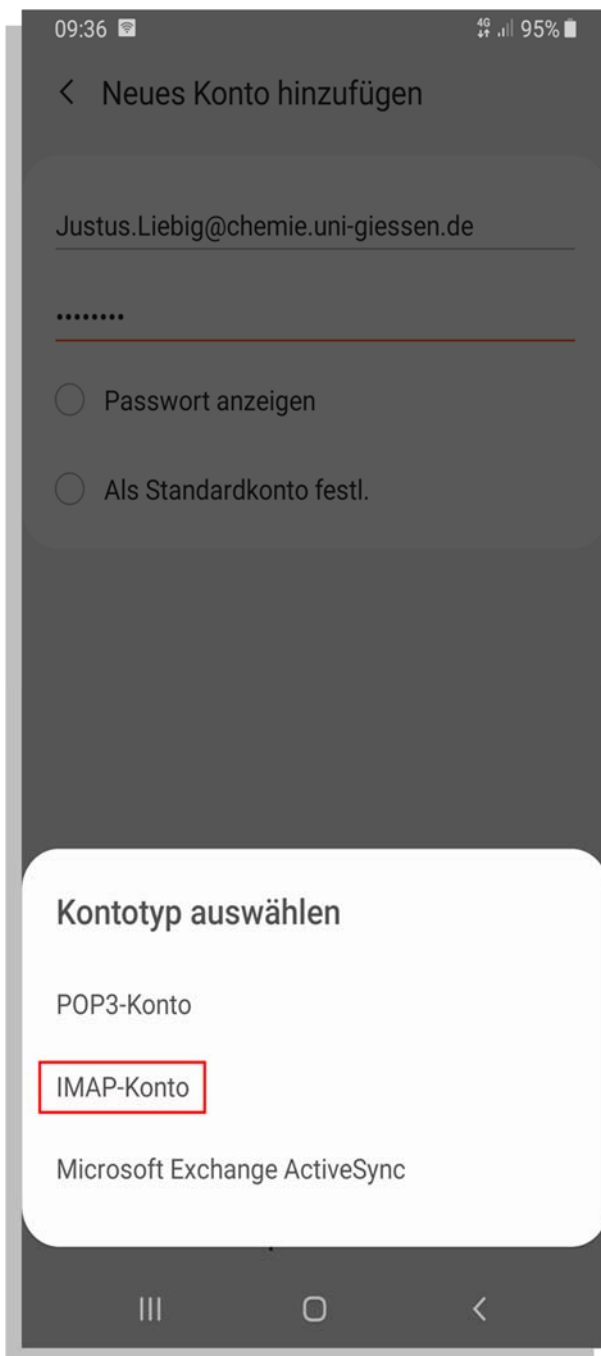 09:36 4G 95%
Neues Konto hinzufügen
Justus.Liebig@chemie.uni-giessen.de
••••••••
Passwort anzeigen
Als Standardkonto festl.
Kontotyp auswählen
POP3-Konto
IMAP-Konto
Microsoft Exchange ActiveSync